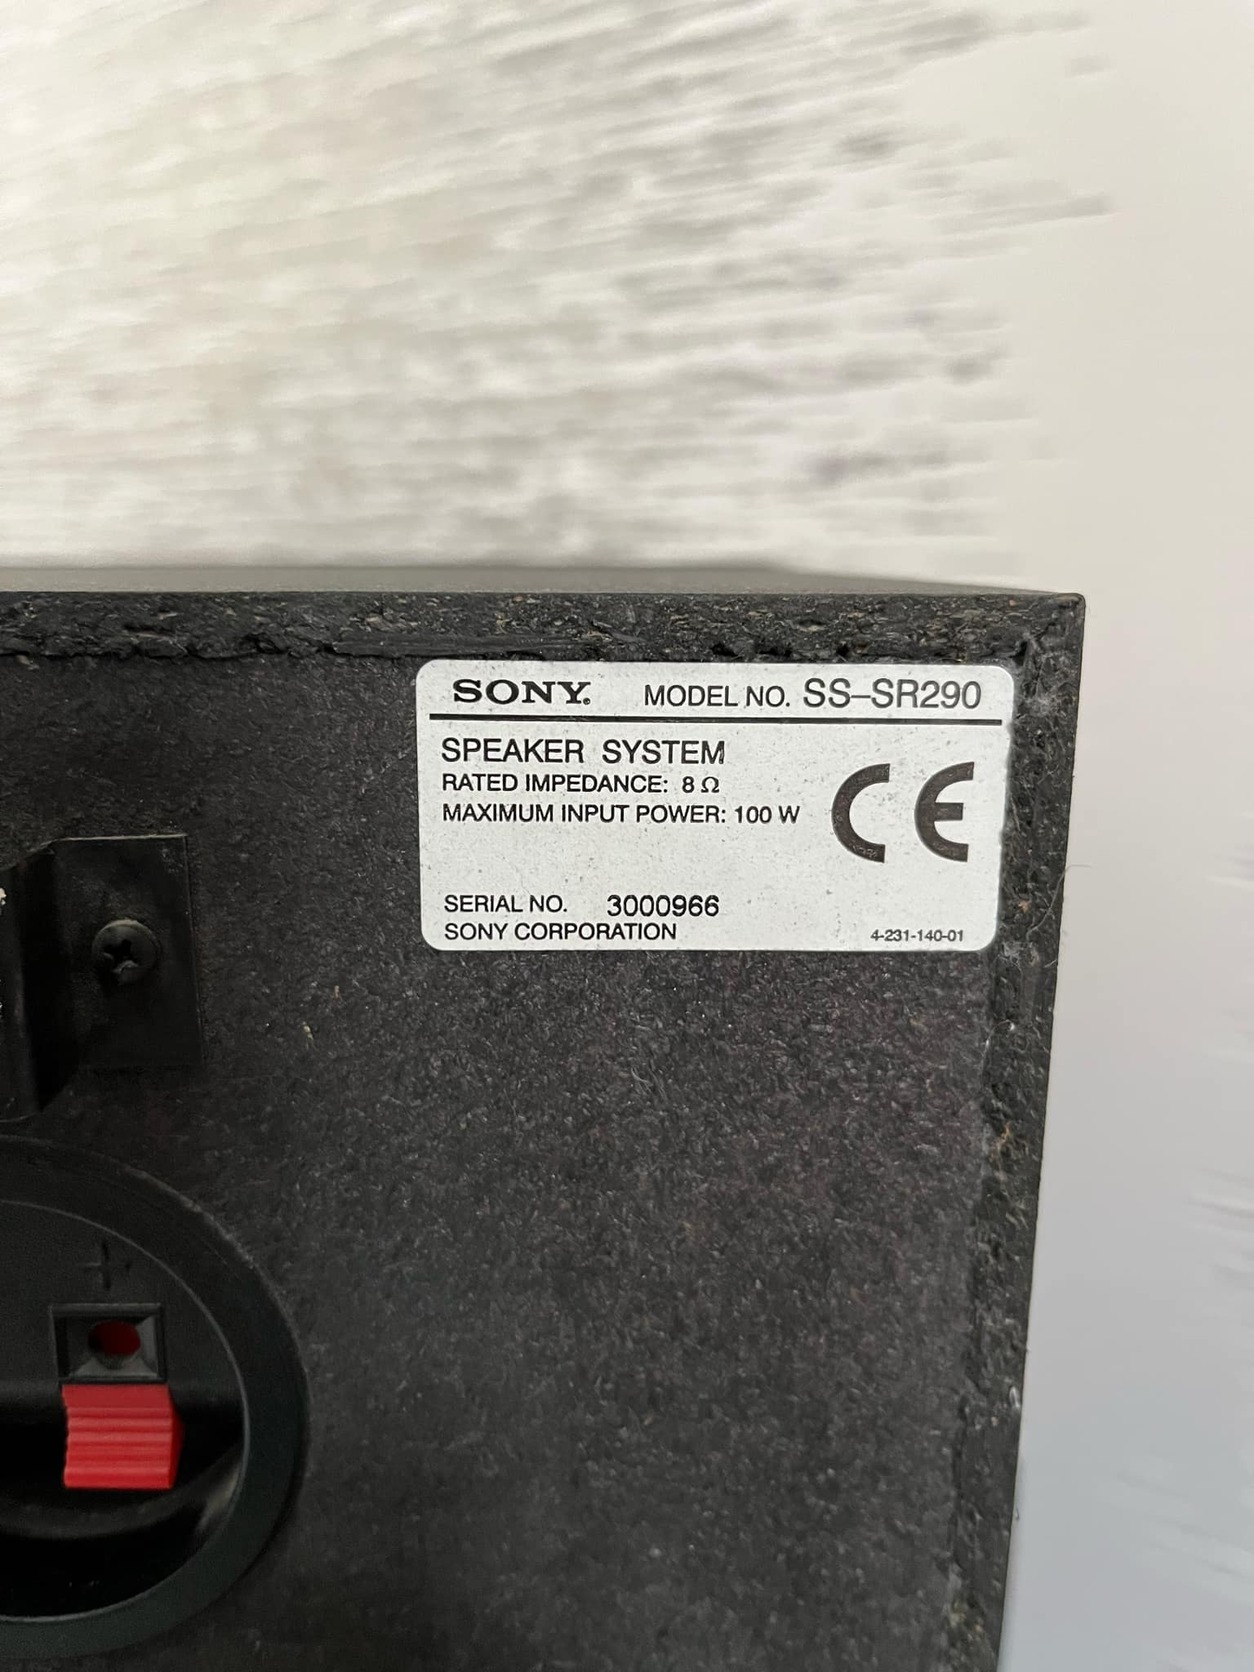 SONY. MODEL NO. SS-SR290
SPEAKER SYSTEM
RATED IMPEDANCE: 8 Ω
MAXIMUM INPUT POWER: 100 W
CE
SERIAL NO. 3000966
SONY CORPORATION
4-231-140-01
+